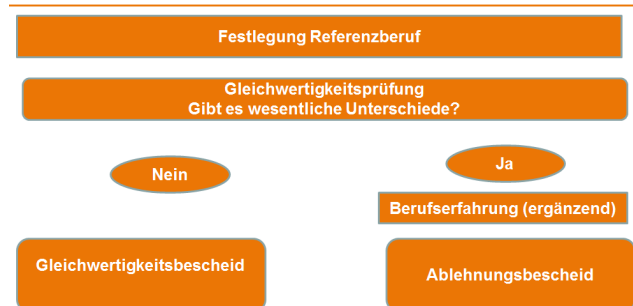 Festlegung Referenzberuf
Gleichwertigkeitsprüfung
Gibt es wesentliche Unterschiede?
Nein
Ja
Berufserfahrung (ergänzend)
Gleichwertigkeitsbescheid
Ablehnungsbescheid